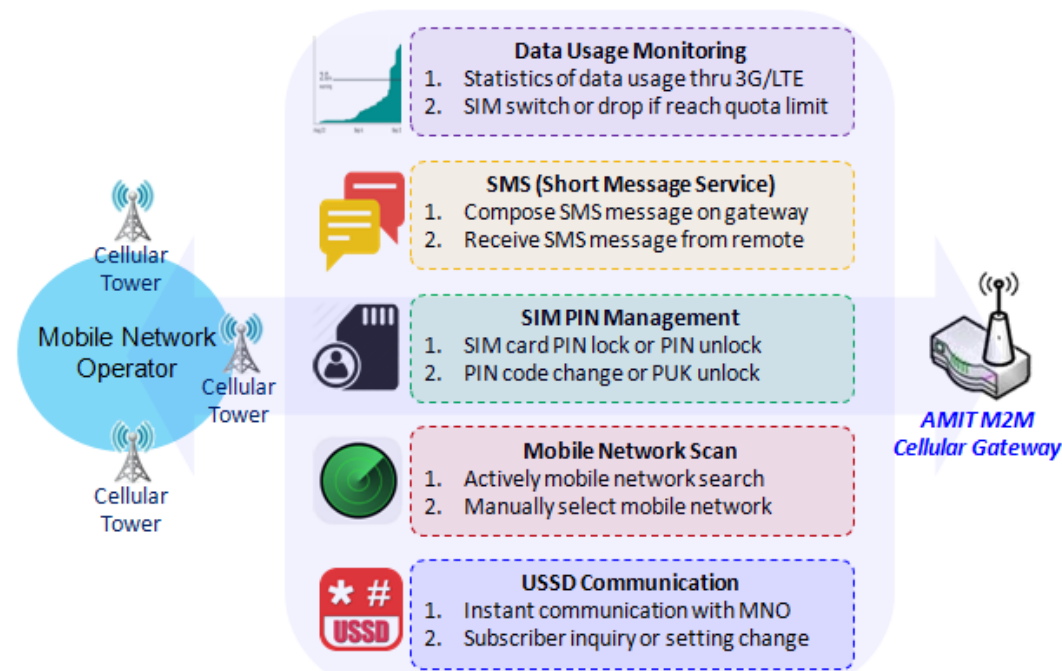 Data Usage Monitoring
1. Statistics of data usage thru 3G/LTE
2. SIM switch or drop if reach quota limit
SMS (Short Message Service)
1. Compose SMS message on gateway
2. Receive SMS message from remote
Cellular
Tower
Mobile Network
Operator
Cellular
Tower
Cellular
Tower
SIM PIN Management
1. SIM card PIN lock or PIN unlock
2. PIN code change or PUK unlock
AMIT M2M
Cellular Gateway
Mobile Network Scan
1. Actively mobile network search
2. Manually select mobile network
* #
USSD
USSD Communication
1. Instant communication with MNO
2. Subscriber inquiry or setting change